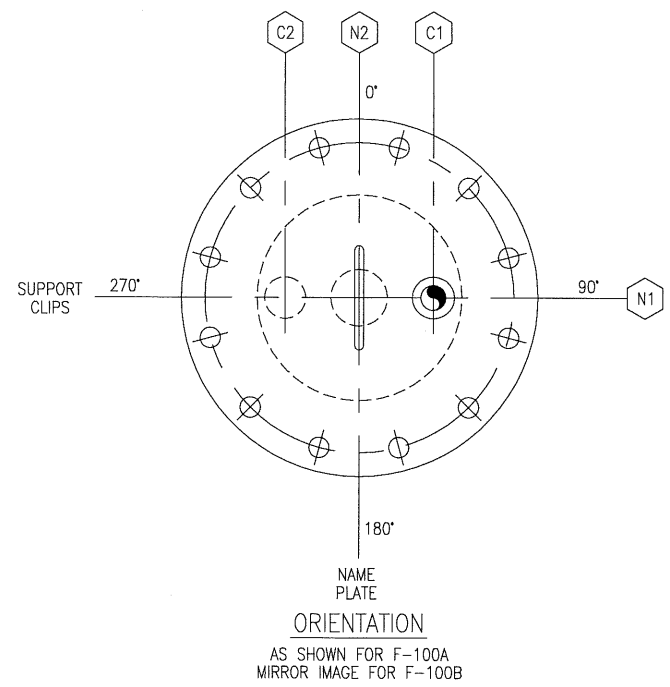 C2
N2
C1
0°
SUPPORT
CLIPS
270°
90°
N1
180°
NAME
PLATE
ORIENTATION
AS SHOWN FOR F-100A
MIRROR IMAGE FOR F-100B